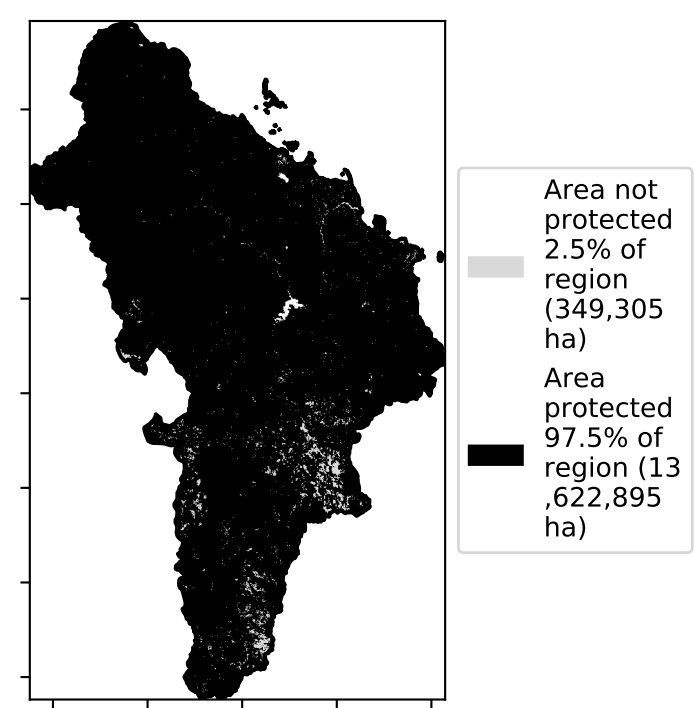 Area not
protected
2.5% of
region
(349,305
ha)
Area
protected
97.5% of
region (13
,622,895
ha)